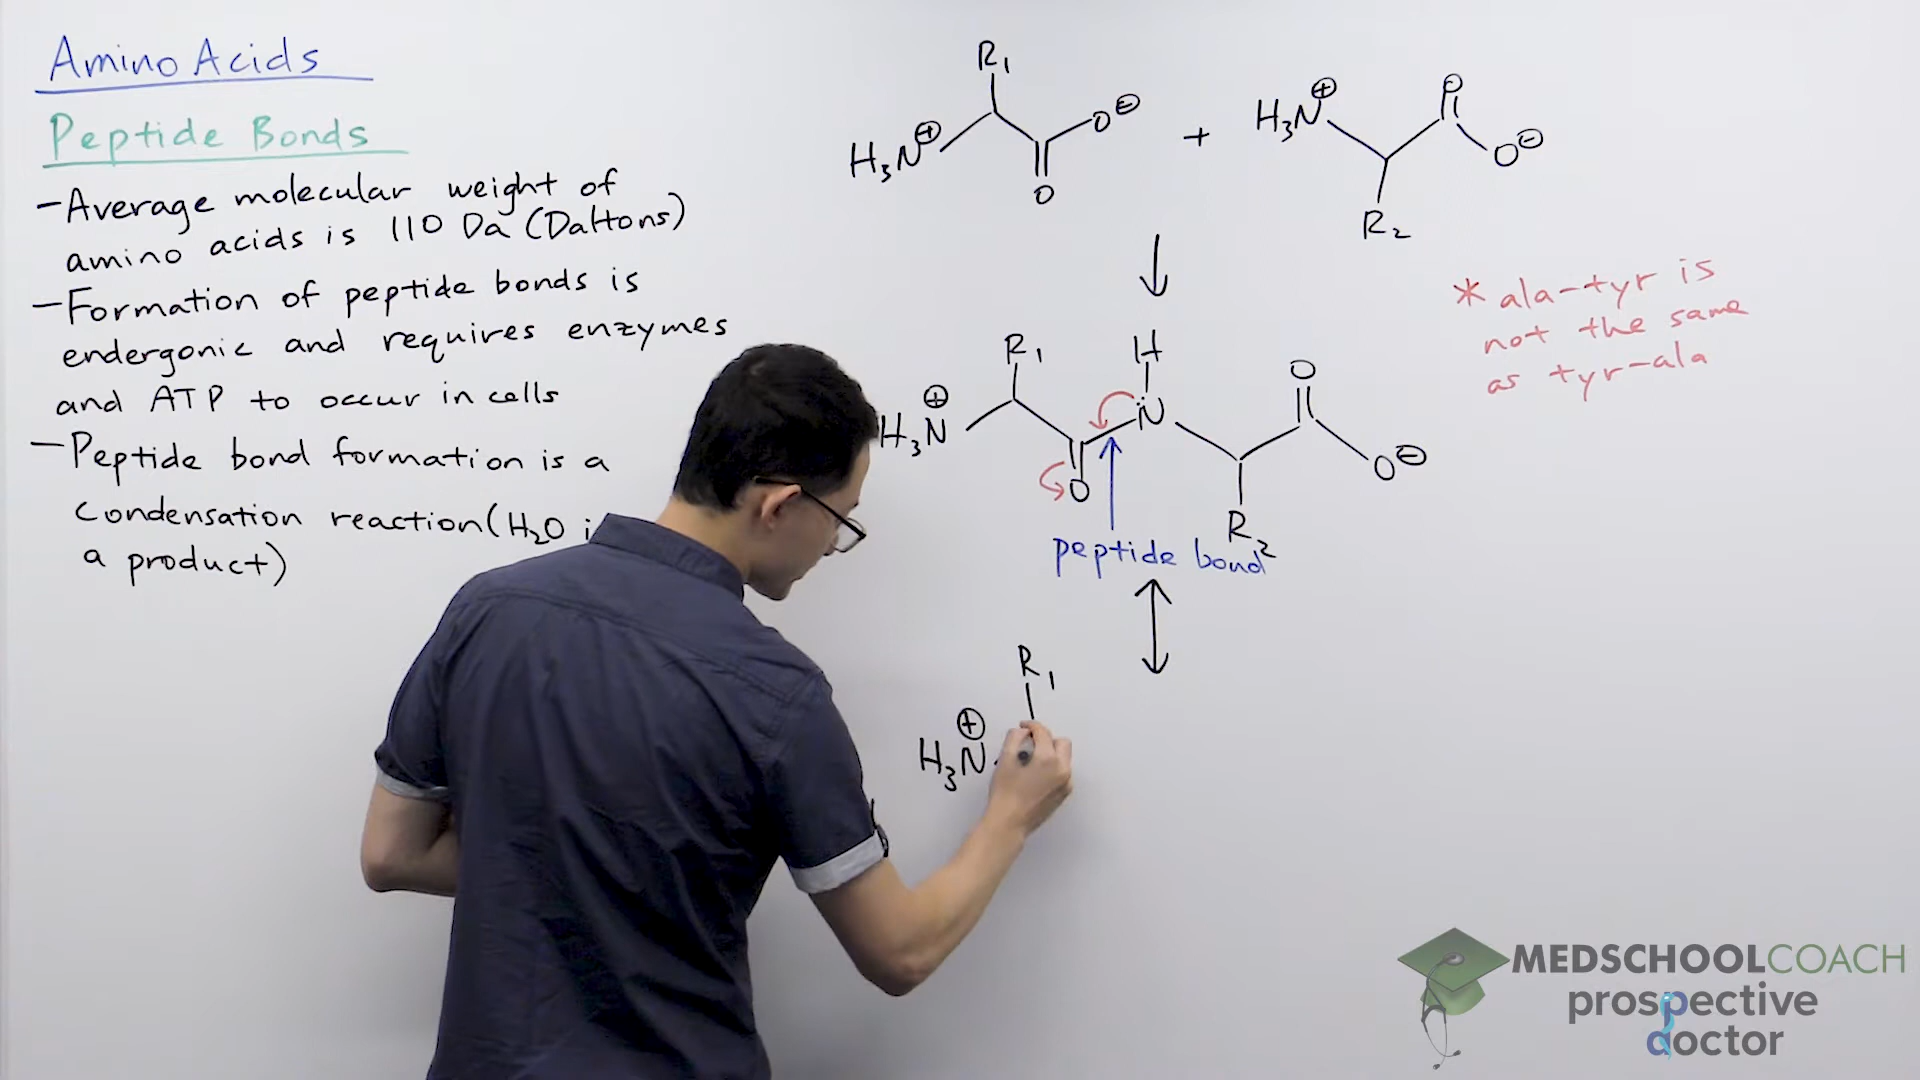 Amino Acids
Peptide Bonds
-Average molecular weight of
amino acids is 110 Da (Daltons)
-Formation of peptide bonds is
endergonic and requires enzymes
and ATP to occur in cells
-Peptide bond formation is a
condensation reaction (H₂O i
a product)
R₁
H₃N⊕
O⊖
O
+
H₃N⊕
O
O⊖
R₂
* ala-tyr is
not the same
as tyr-ala
R₁
H
H₃N⊕
N
O
O
O⊖
R₂
peptide bond
R₁
H₃N⊕
MEDSCHOOLCOACH
prospective
doctor